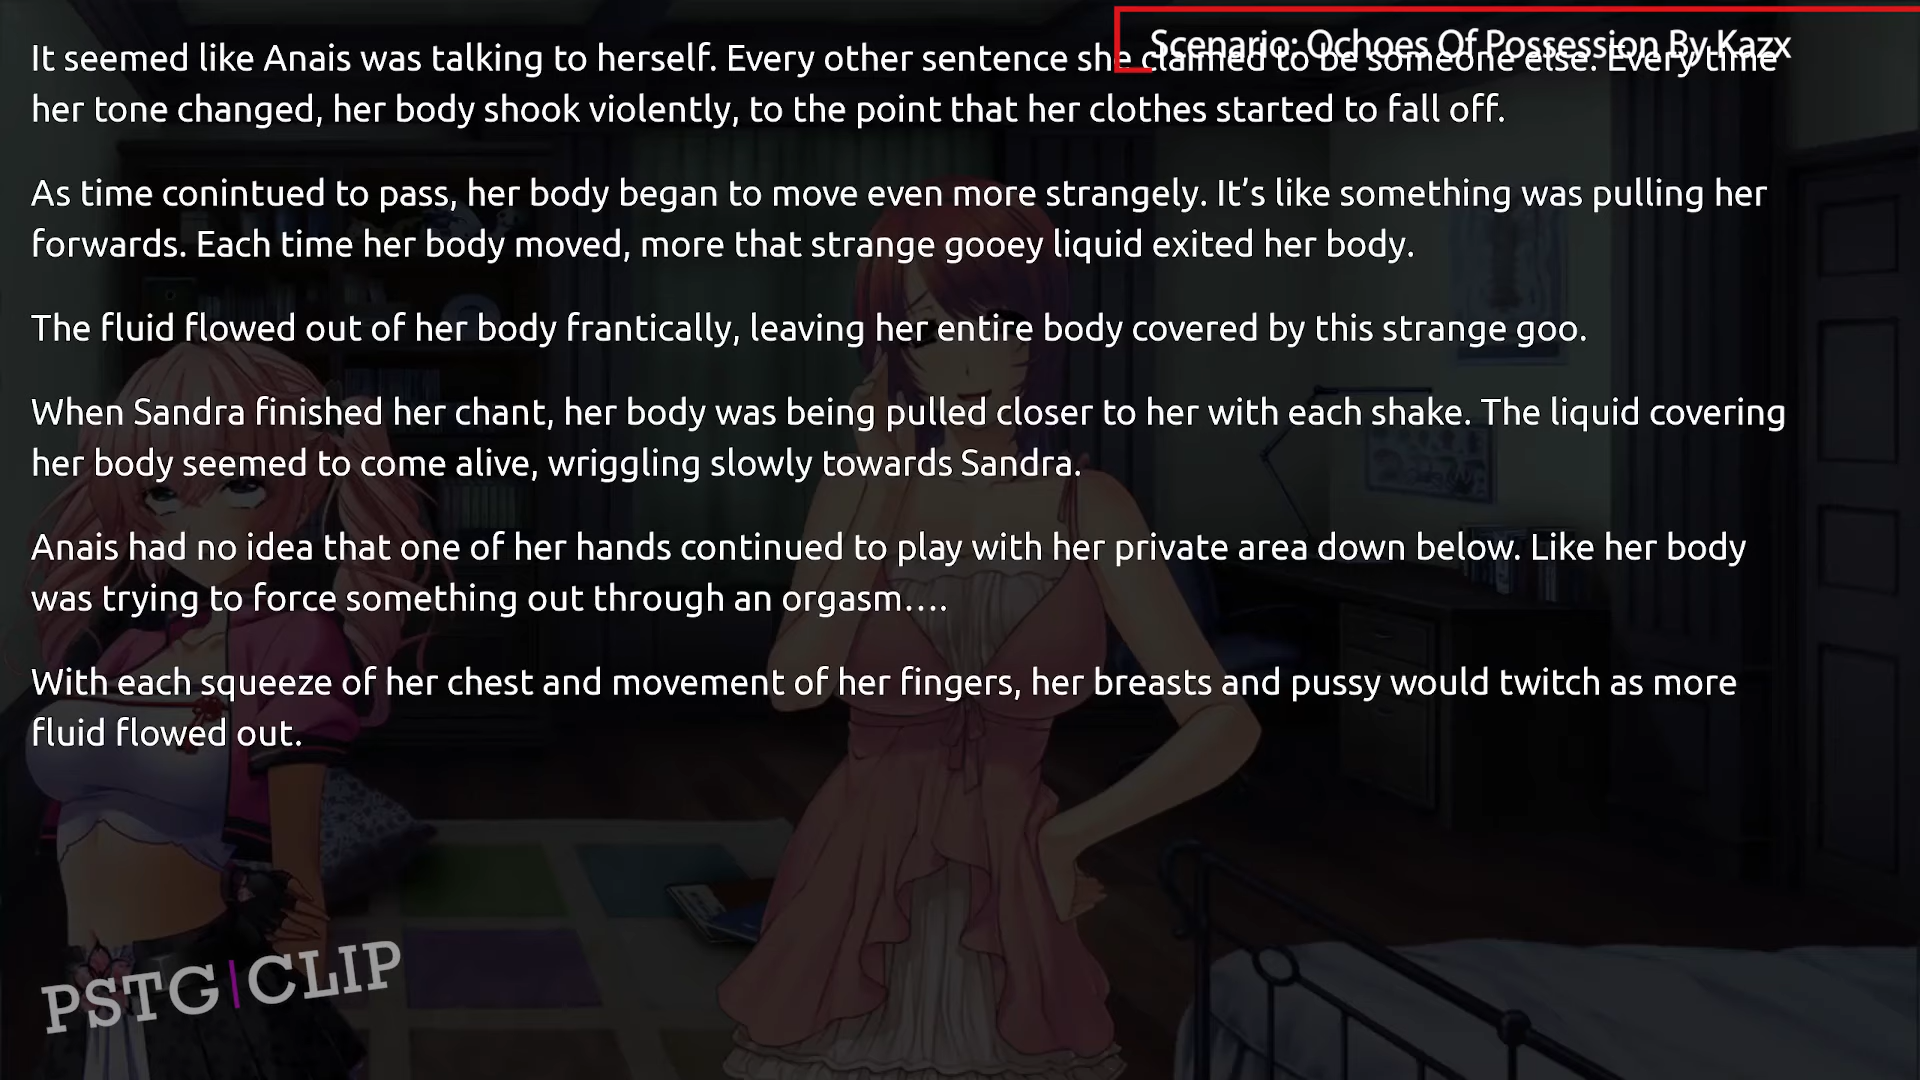 Scenario: Ochoes Of Possession By Kazx
It seemed like Anais was talking to herself. Every other sentence she claimed to be someone else. Every time
her tone changed, her body shook violently, to the point that her clothes started to fall off.
As time conintued to pass, her body began to move even more strangely. It’s like something was pulling her
forwards. Each time her body moved, more that strange gooey liquid exited her body.
The fluid flowed out of her body frantically, leaving her entire body covered by this strange goo.
When Sandra finished her chant, her body was being pulled closer to her with each shake. The liquid covering
her body seemed to come alive, wriggling slowly towards Sandra.
Anais had no idea that one of her hands continued to play with her private area down below. Like her body
was trying to force something out through an orgasm….
With each squeeze of her chest and movement of her fingers, her breasts and pussy would twitch as more
fluid flowed out.
PSTG|CLIP